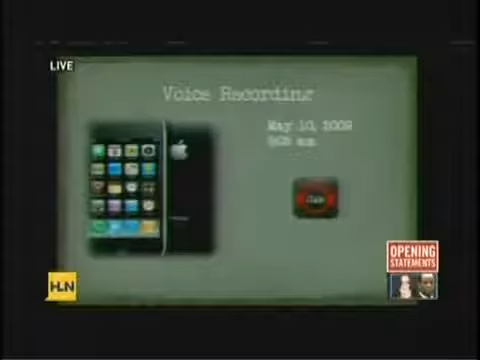 LIVE
Voice Recording
May 10, 2009
OPENING
STATEMENTS
HLN